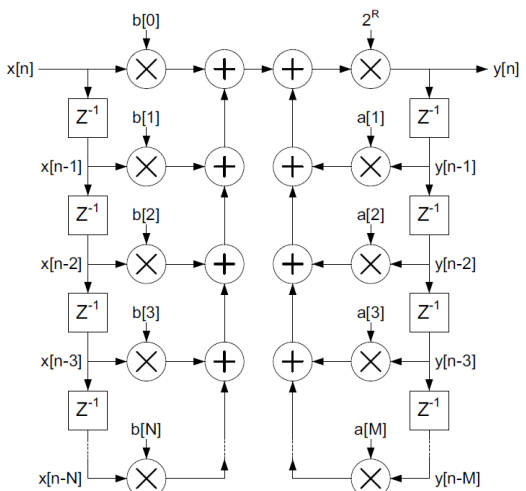 b[0] 2^R
x[n] y[n]
Z^-1 Z^-1
b[1] a[1]
x[n-1] y[n-1]
Z^-1 Z^-1
b[2] a[2]
x[n-2] y[n-2]
Z^-1 Z^-1
b[3] a[3]
x[n-3] y[n-3]
Z^-1 Z^-1
b[N] a[M]
x[n-N] y[n-M]